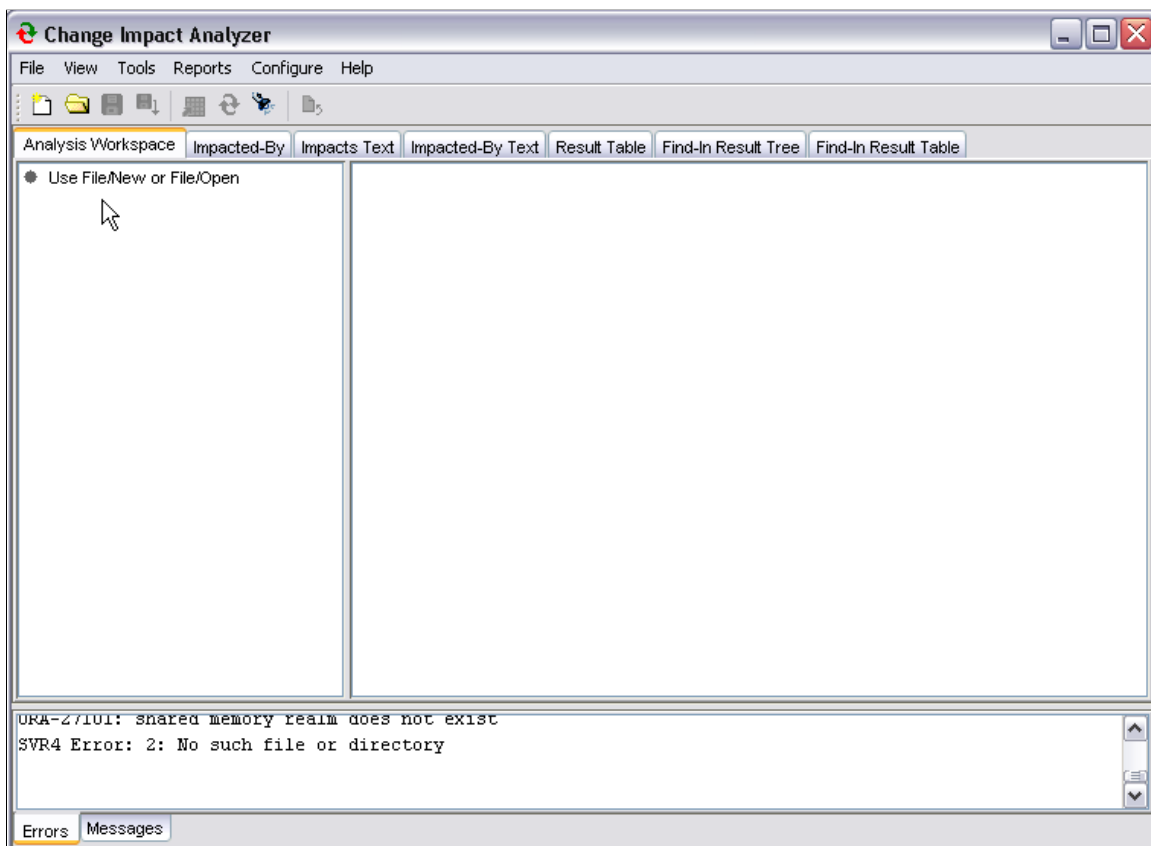 Change Impact Analyzer
File View Tools Reports Configure Help
Analysis Workspace Impacted-By Impacts Text Impacted-By Text Result Table Find-In Result Tree Find-In Result Table
Use File/New or File/Open
ORA-27101: shared memory realm does not exist
SVR4 Error: 2: No such file or directory
Errors Messages